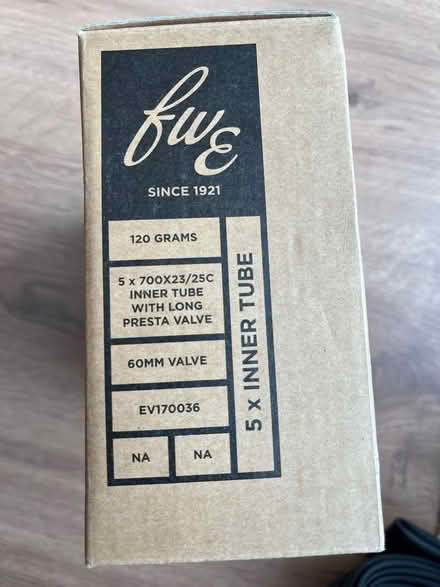 fwe
SINCE 1921
120 GRAMS
5 x 700X23/25C
INNER TUBE
WITH LONG
PRESTA VALVE
60MM VALVE
EV170036
NA
NA
5 X INNER TUBE